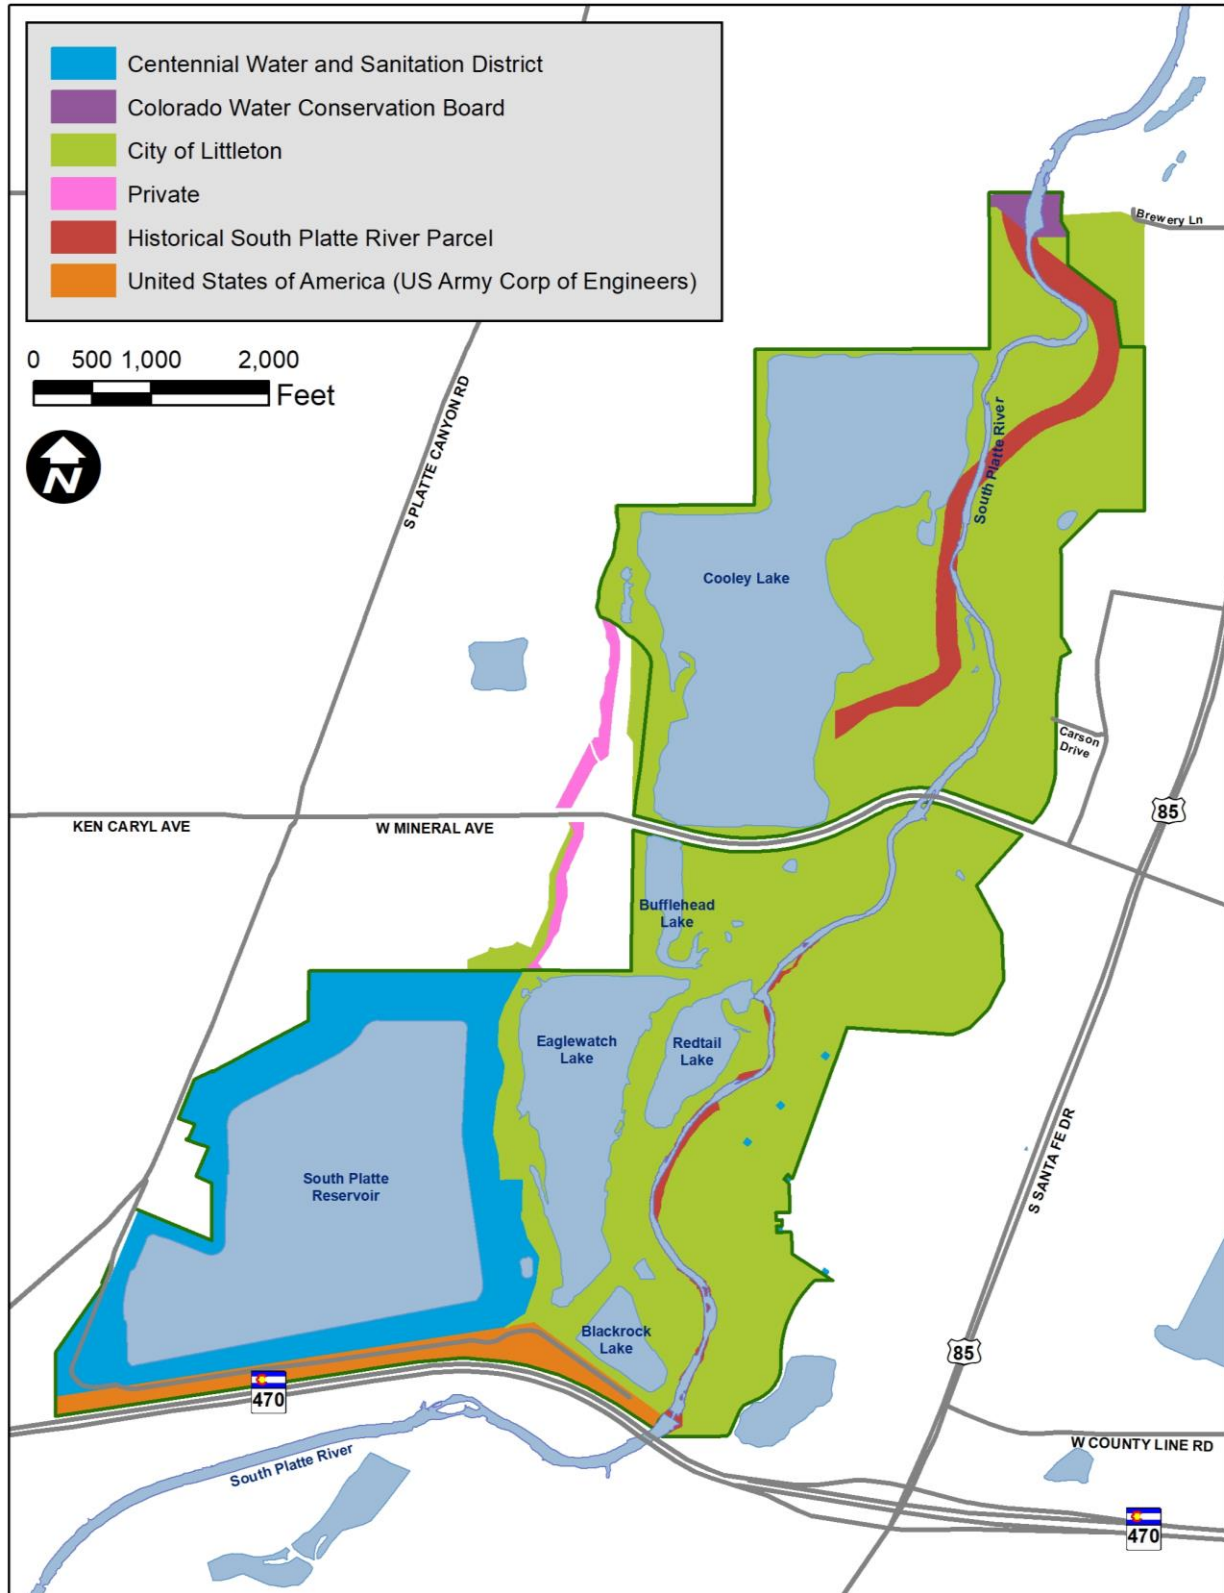 Centennial Water and Sanitation District
Colorado Water Conservation Board
City of Littleton
Private
Historical South Platte River Parcel
United States of America (US Army Corp of Engineers)
0 500 1,000 2,000
Feet
N
S PLATTE CANYON RD
Brewery Ln
South Platte River
Cooley Lake
Carson
Drive
85
KEN CARYL AVE
W MINERAL AVE
Bufflehead
Lake
Eaglewatch
Lake
Redtail
Lake
S SANTA FE DR
South Platte
Reservoir
Blackrock
Lake
85
470
W COUNTY LINE RD
South Platte River
470